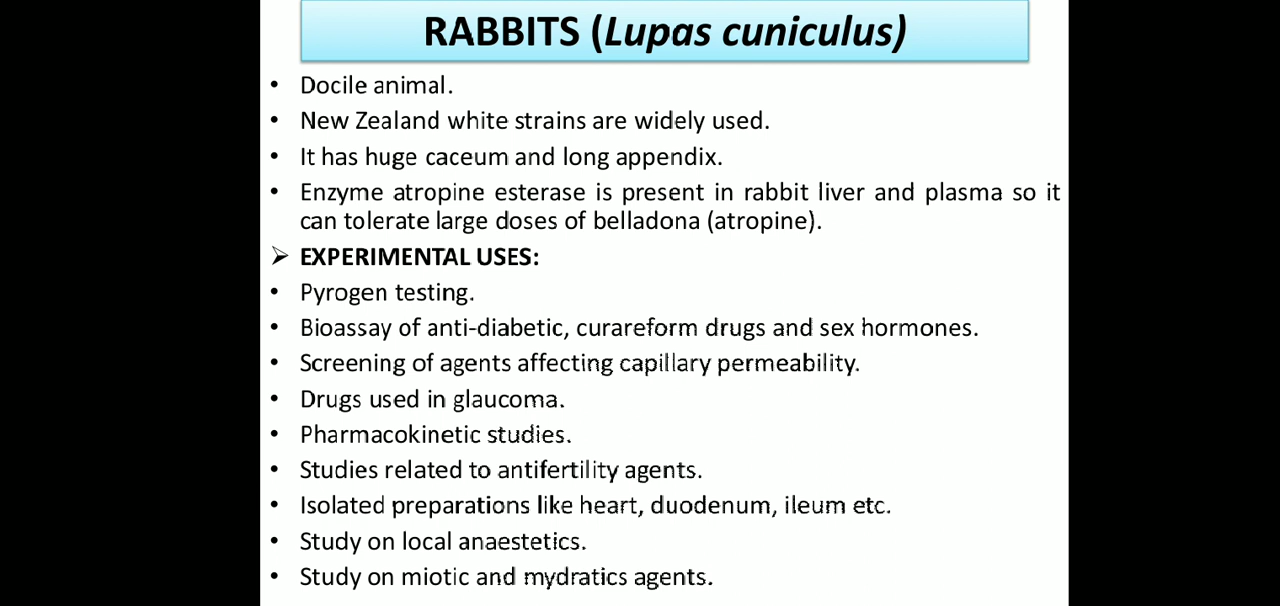 RABBITS (Lupas cuniculus)
• Docile animal.
• New Zealand white strains are widely used.
• It has huge caceum and long appendix.
• Enzyme atropine esterase is present in rabbit liver and plasma so it
can tolerate large doses of belladona (atropine).
➢ EXPERIMENTAL USES:
• Pyrogen testing.
• Bioassay of anti-diabetic, curareform drugs and sex hormones.
• Screening of agents affecting capillary permeability.
• Drugs used in glaucoma.
• Pharmacokinetic studies.
• Studies related to antifertility agents.
• Isolated preparations like heart, duodenum, ileum etc.
• Study on local anaestetics.
• Study on miotic and mydratics agents.